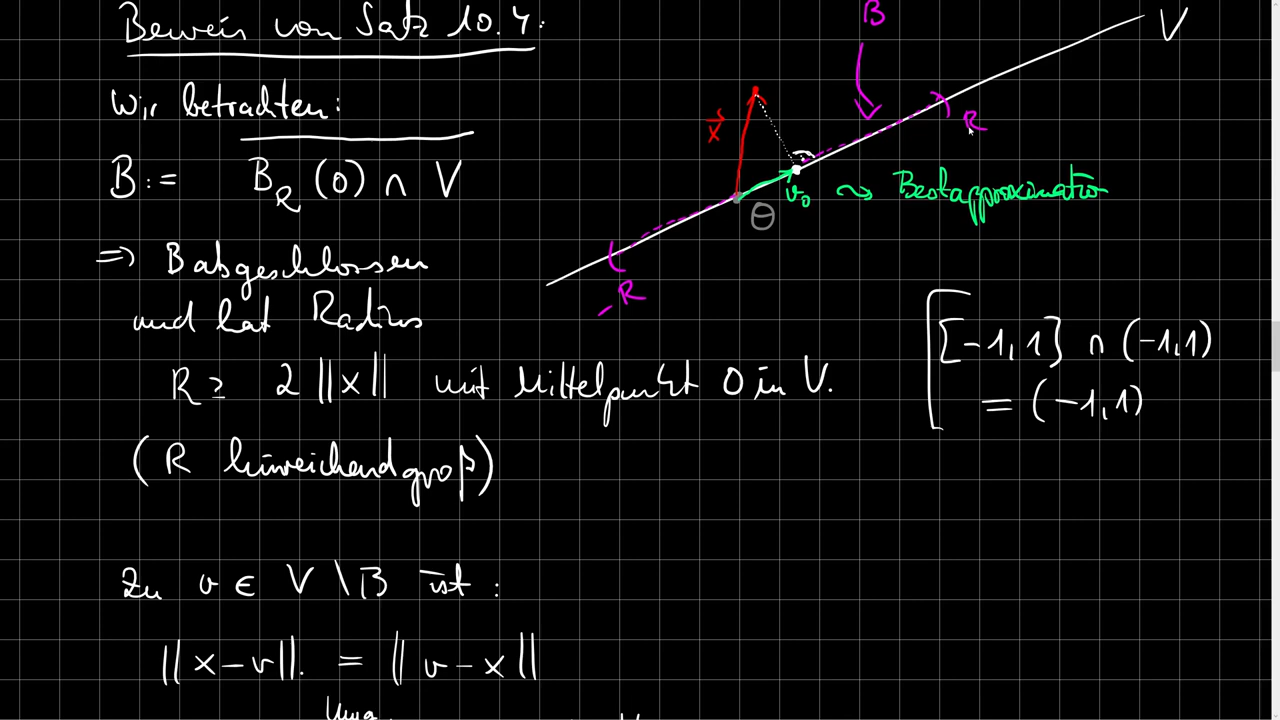 Beweis von Satz 10.4:
Wir betrachten:
B := B_R(0) ∩ V
⇒ B abgeschlossen
und hat Radius
R ≥ 2 ||x|| mit Mittelpunkt 0 in V.
(R hinreichend groß)
Zu v ∈ V \ B ist:
||x-v|| = ||v-x||
B
V
x⃗
R
v₀ ⇝ Bestapproximation
Θ
-R
[-1,1] ∩ (-1,1)
= (-1,1)